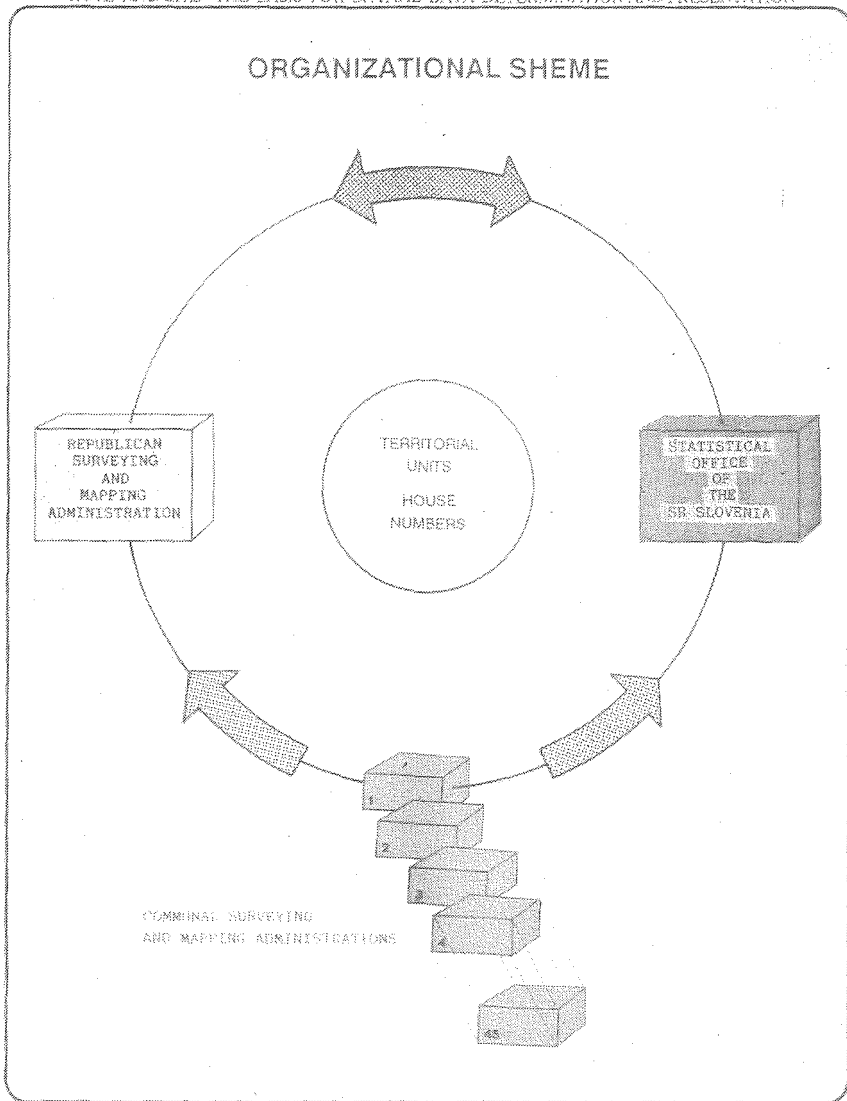 ORGANIZATIONAL SHEME
REPUBLICAN
SURVEYING
AND
MAPPING
ADMINISTRATION
TERRITORIAL
UNITS
HOUSE
NUMBERS
STATISTICAL
OFFICE
OF
THE
SR SLOVENIA
1
2
3
4
COMMUNAL SURVEYING
AND MAPPING ADMINISTRATIONS
45